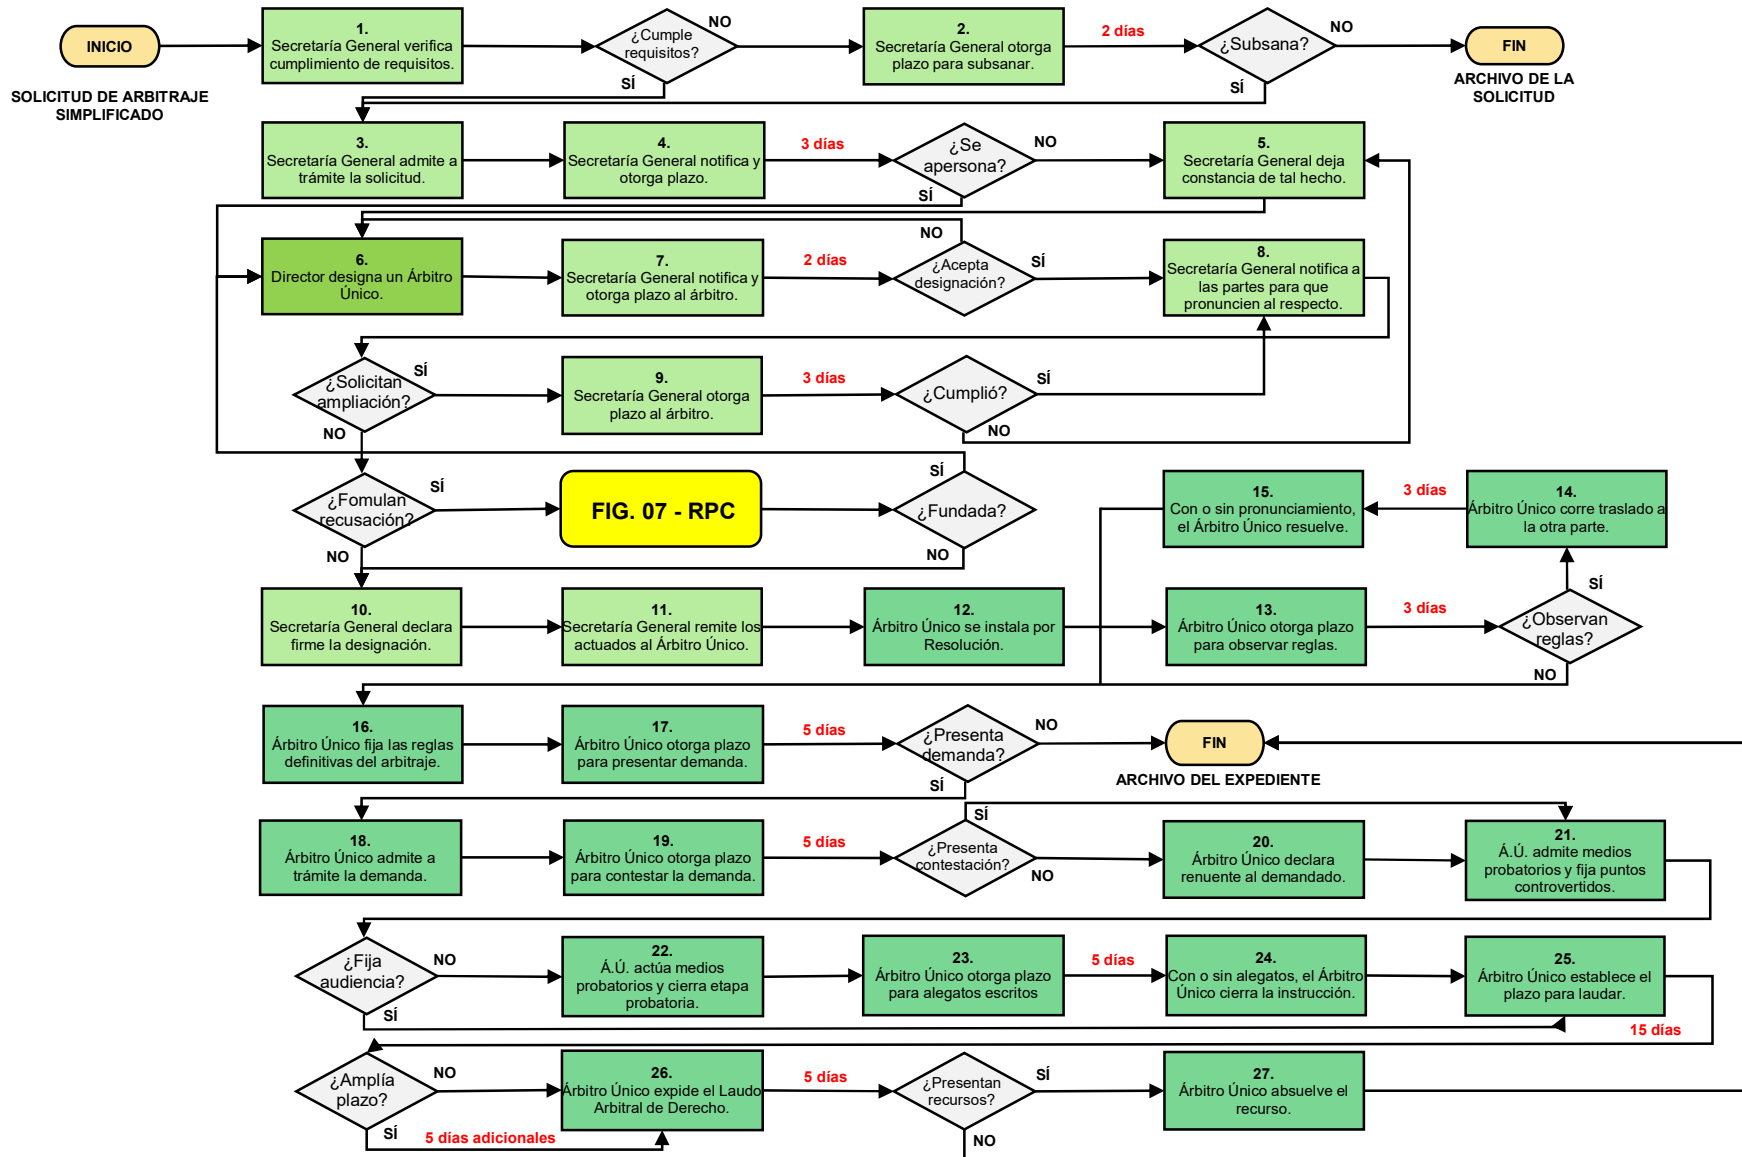 INICIO
SOLICITUD DE ARBITRAJE
SIMPLIFICADO
1.
Secretaría General verifica
cumplimiento de requisitos.
¿Cumple
requisitos?
NO
SÍ
2.
Secretaría General otorga
plazo para subsanar.
2 días
¿Subsana?
NO
SÍ
FIN
ARCHIVO DE LA
SOLICITUD
3.
Secretaría General admite a
trámite la solicitud.
4.
Secretaría General notifica y
otorga plazo.
3 días
¿Se
apersona?
NO
SÍ
5.
Secretaría General deja
constancia de tal hecho.
6.
Director designa un Árbitro
Único.
7.
Secretaría General notifica y
otorga plazo al árbitro.
2 días
NO
¿Acepta
designación?
SÍ
8.
Secretaría General notifica a
las partes para que
pronuncien al respecto.
¿Solicitan
ampliación?
SÍ
NO
9.
Secretaría General otorga
plazo al árbitro.
3 días
¿Cumplió?
SÍ
NO
¿Fomulan
recusación?
SÍ
NO
FIG. 07 - RPC
SÍ
¿Fundada?
NO
15.
Con o sin pronunciamiento,
el Árbitro Único resuelve.
3 días
14.
Árbitro Único corre traslado a
la otra parte.
10.
Secretaría General declara
firme la designación.
11.
Secretaría General remite los
actuados al Árbitro Único.
12.
Árbitro Único se instala por
Resolución.
13.
Árbitro Único otorga plazo
para observar reglas.
3 días
SÍ
¿Observan
reglas?
NO
16.
Árbitro Único fija las reglas
definitivas del arbitraje.
17.
Árbitro Único otorga plazo
para presentar demanda.
5 días
¿Presenta
demanda?
NO
SÍ
FIN
ARCHIVO DEL EXPEDIENTE
18.
Árbitro Único admite a
trámite la demanda.
19.
Árbitro Único otorga plazo
para contestar la demanda.
5 días
SÍ
¿Presenta
contestación?
NO
20.
Árbitro Único declara
renuente al demandado.
21.
Á.Ú. admite medios
probatorios y fija puntos
controvertidos.
¿Fija
audiencia?
NO
SÍ
22.
Á.Ú. actúa medios
probatorios y cierra etapa
probatoria.
23.
Árbitro Único otorga plazo
para alegatos escritos
5 días
24.
Con o sin alegatos, el Árbitro
Único cierra la instrucción.
25.
Árbitro Único establece el
plazo para laudar.
15 días
¿Amplía
plazo?
NO
SÍ
5 días adicionales
26.
Árbitro Único expide el Laudo
Arbitral de Derecho.
5 días
¿Presentan
recursos?
SÍ
NO
27.
Árbitro Único absuelve el
recurso.